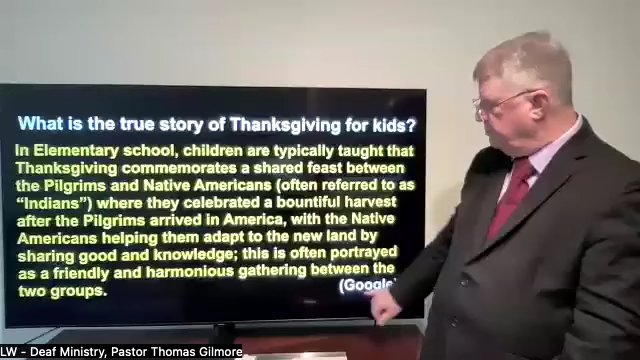 What is the true story of Thanksgiving for kids?
In Elementary school, children are typically taught that
Thanksgiving commemorates a shared feast between
the Pilgrims and Native Americans (often referred to as
“Indians”) where they celebrated a bountiful harvest
after the Pilgrims arrived in America, with the Native
Americans helping them adapt to the new land by
sharing good and knowledge; this is often portrayed
as a friendly and harmonious gathering between the
two groups.
(Google)
LW - Deaf Ministry, Pastor Thomas Gilmore